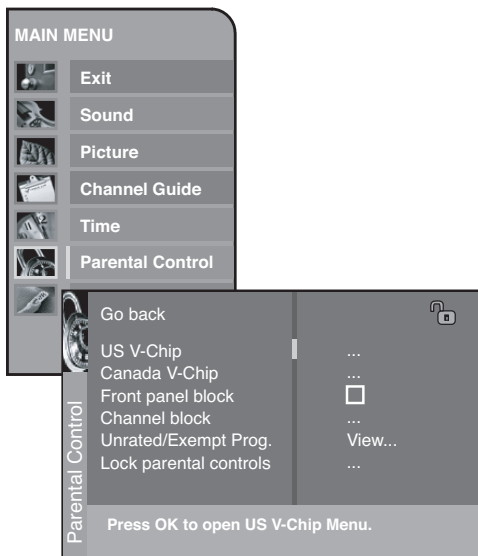 MAIN MENU
Exit
Sound
Picture
Channel Guide
Time
Parental Control
Go back
US V-Chip ...
Canada V-Chip ...
Front panel block
Channel block ...
Unrated/Exempt Prog. View...
Lock parental controls ...
Parental Control
Press OK to open US V-Chip Menu.